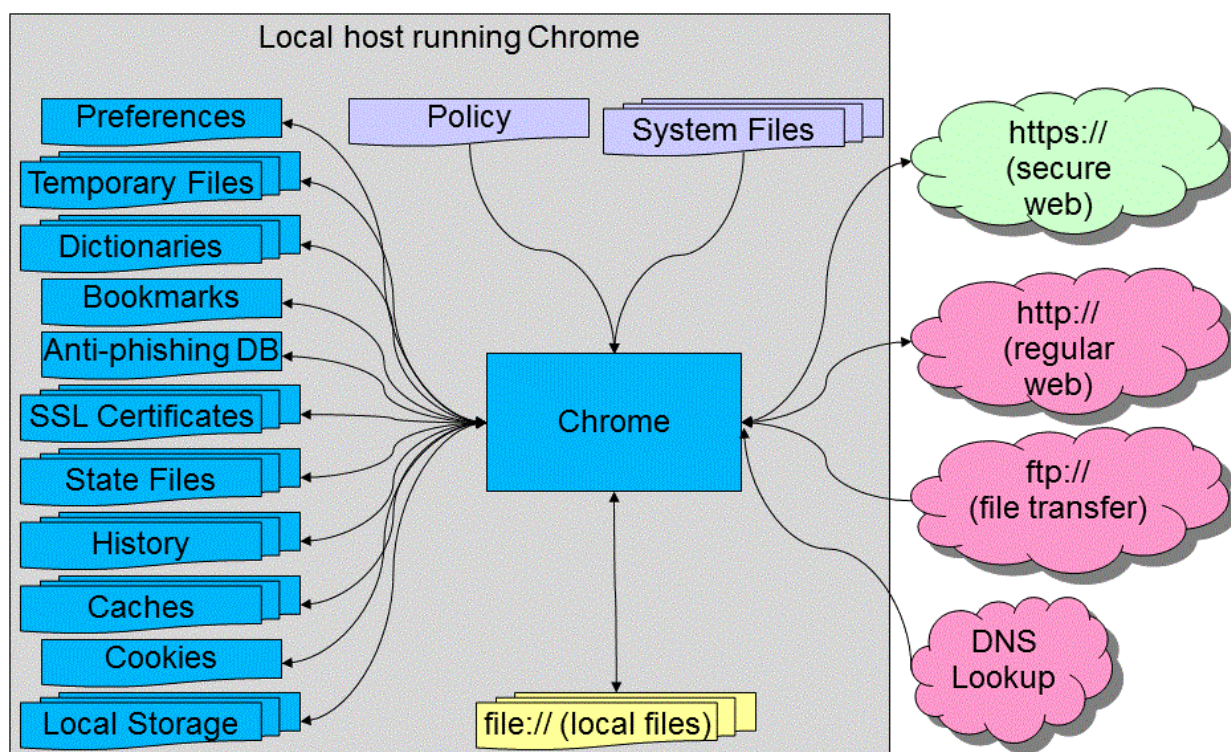 Local host running Chrome
Preferences
Temporary Files
Dictionaries
Bookmarks
Anti-phishing DB
SSL Certificates
State Files
History
Caches
Cookies
Local Storage
Policy
System Files
Chrome
file:// (local files)
https://
(secure
web)
http://
(regular
web)
ftp://
(file transfer)
DNS
Lookup